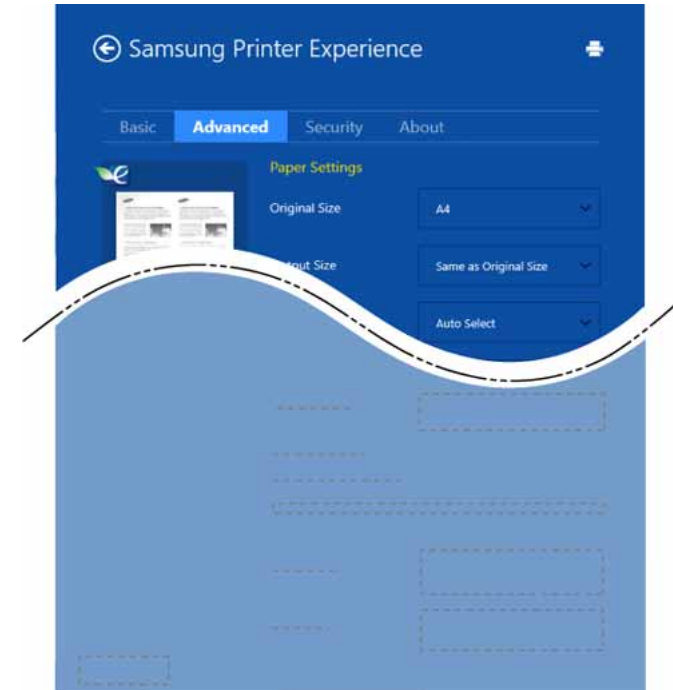 Samsung Printer Experience
Basic Advanced Security About
Paper Settings
Original Size A4
Size Same as Original Size
Auto Select